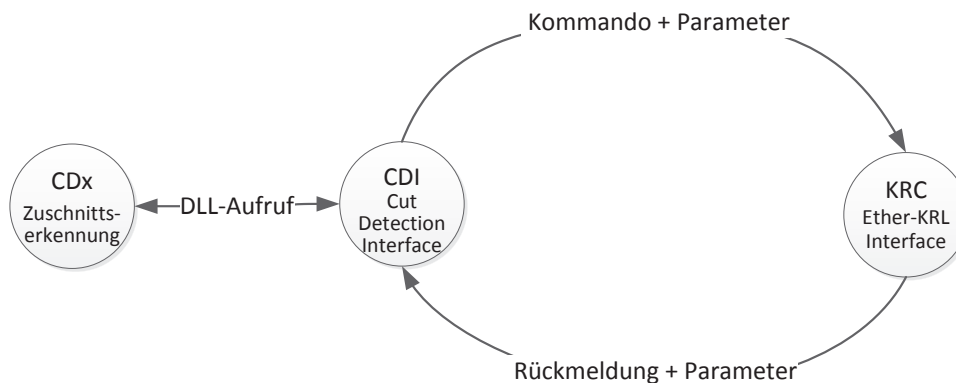 Kommando + Parameter
CDx
Zuschnitts-
erkennung
DLL-Aufruf
CDI
Cut
Detection
Interface
KRC
Ether-KRL
Interface
Rückmeldung + Parameter